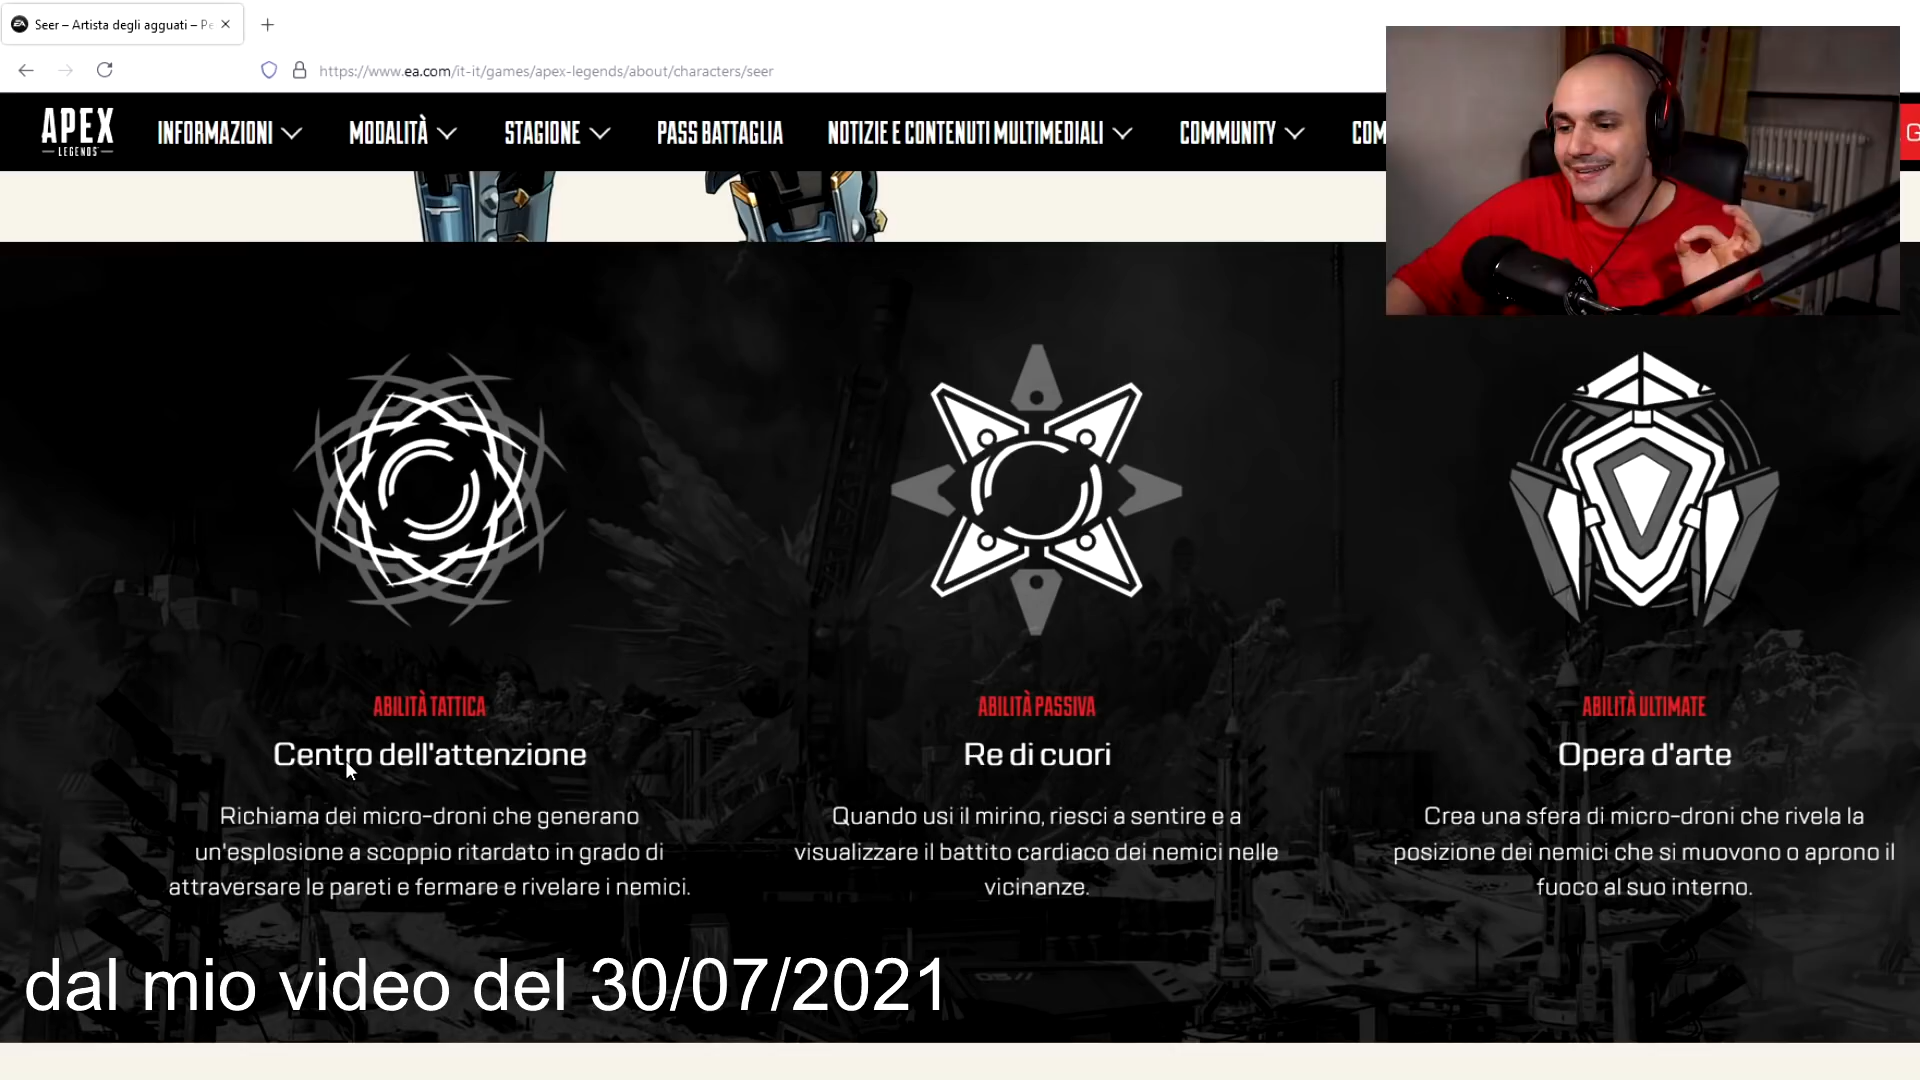 Seer – Artista degli agguati – Pe
https://www.ea.com/it-it/games/apex-legends/about/characters/seer
APEX
LEGENDS
INFORMAZIONI
MODALITÀ
STAGIONE
PASS BATTAGLIA
NOTIZIE E CONTENUTI MULTIMEDIALI
COMMUNITY
COM
G
ABILITÀ TATTICA
Centro dell'attenzione
Richiama dei micro-droni che generano
un'esplosione a scoppio ritardato in grado di
attraversare le pareti e fermare e rivelare i nemici.
ABILITÀ PASSIVA
Re di cuori
Quando usi il mirino, riesci a sentire e a
visualizzare il battito cardiaco dei nemici nelle
vicinanze.
ABILITÀ ULTIMATE
Opera d'arte
Crea una sfera di micro-droni che rivela la
posizione dei nemici che si muovono o aprono il
fuoco al suo interno.
dal mio video del 30/07/2021